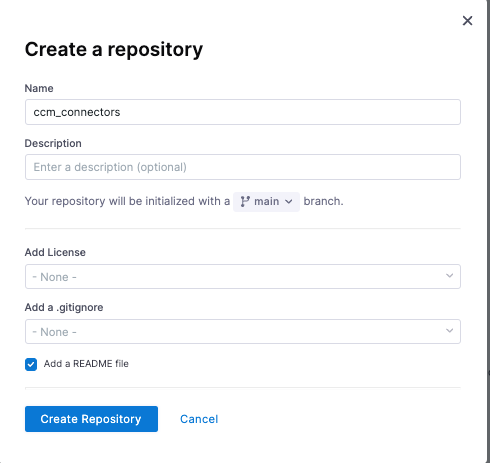 Create a repository
Name
ccm_connectors
Description
Enter a description (optional)
Your repository will be initialized with a main branch.
Add License
- None -
Add a .gitignore
- None -
Add a README file
Create Repository Cancel